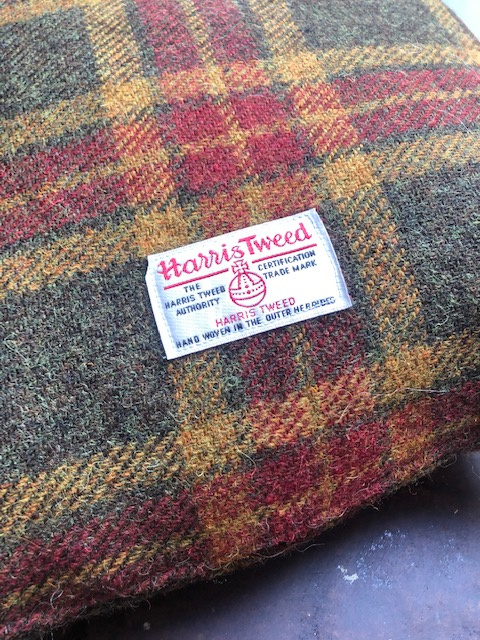 Harris Tweed
THE
HARRIS TWEED
AUTHORITY
CERTIFICATION
TRADE MARK
HARRIS TWEED
HAND WOVEN IN THE OUTER HEBRIDES